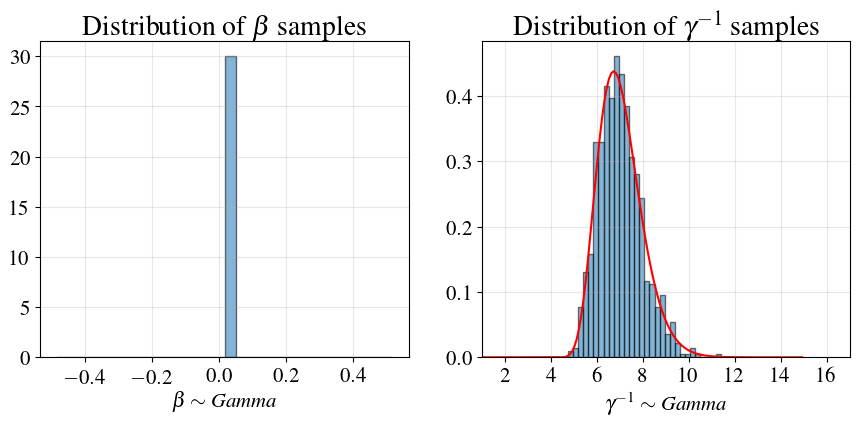 Distribution of β samples
30
25
20
15
10
5
0
−0.4 −0.2 0.0 0.2 0.4
β ∼ Gamma
Distribution of γ⁻¹ samples
0.4
0.3
0.2
0.1
0.0
2 4 6 8 10 12 14 16
γ⁻¹ ∼ Gamma